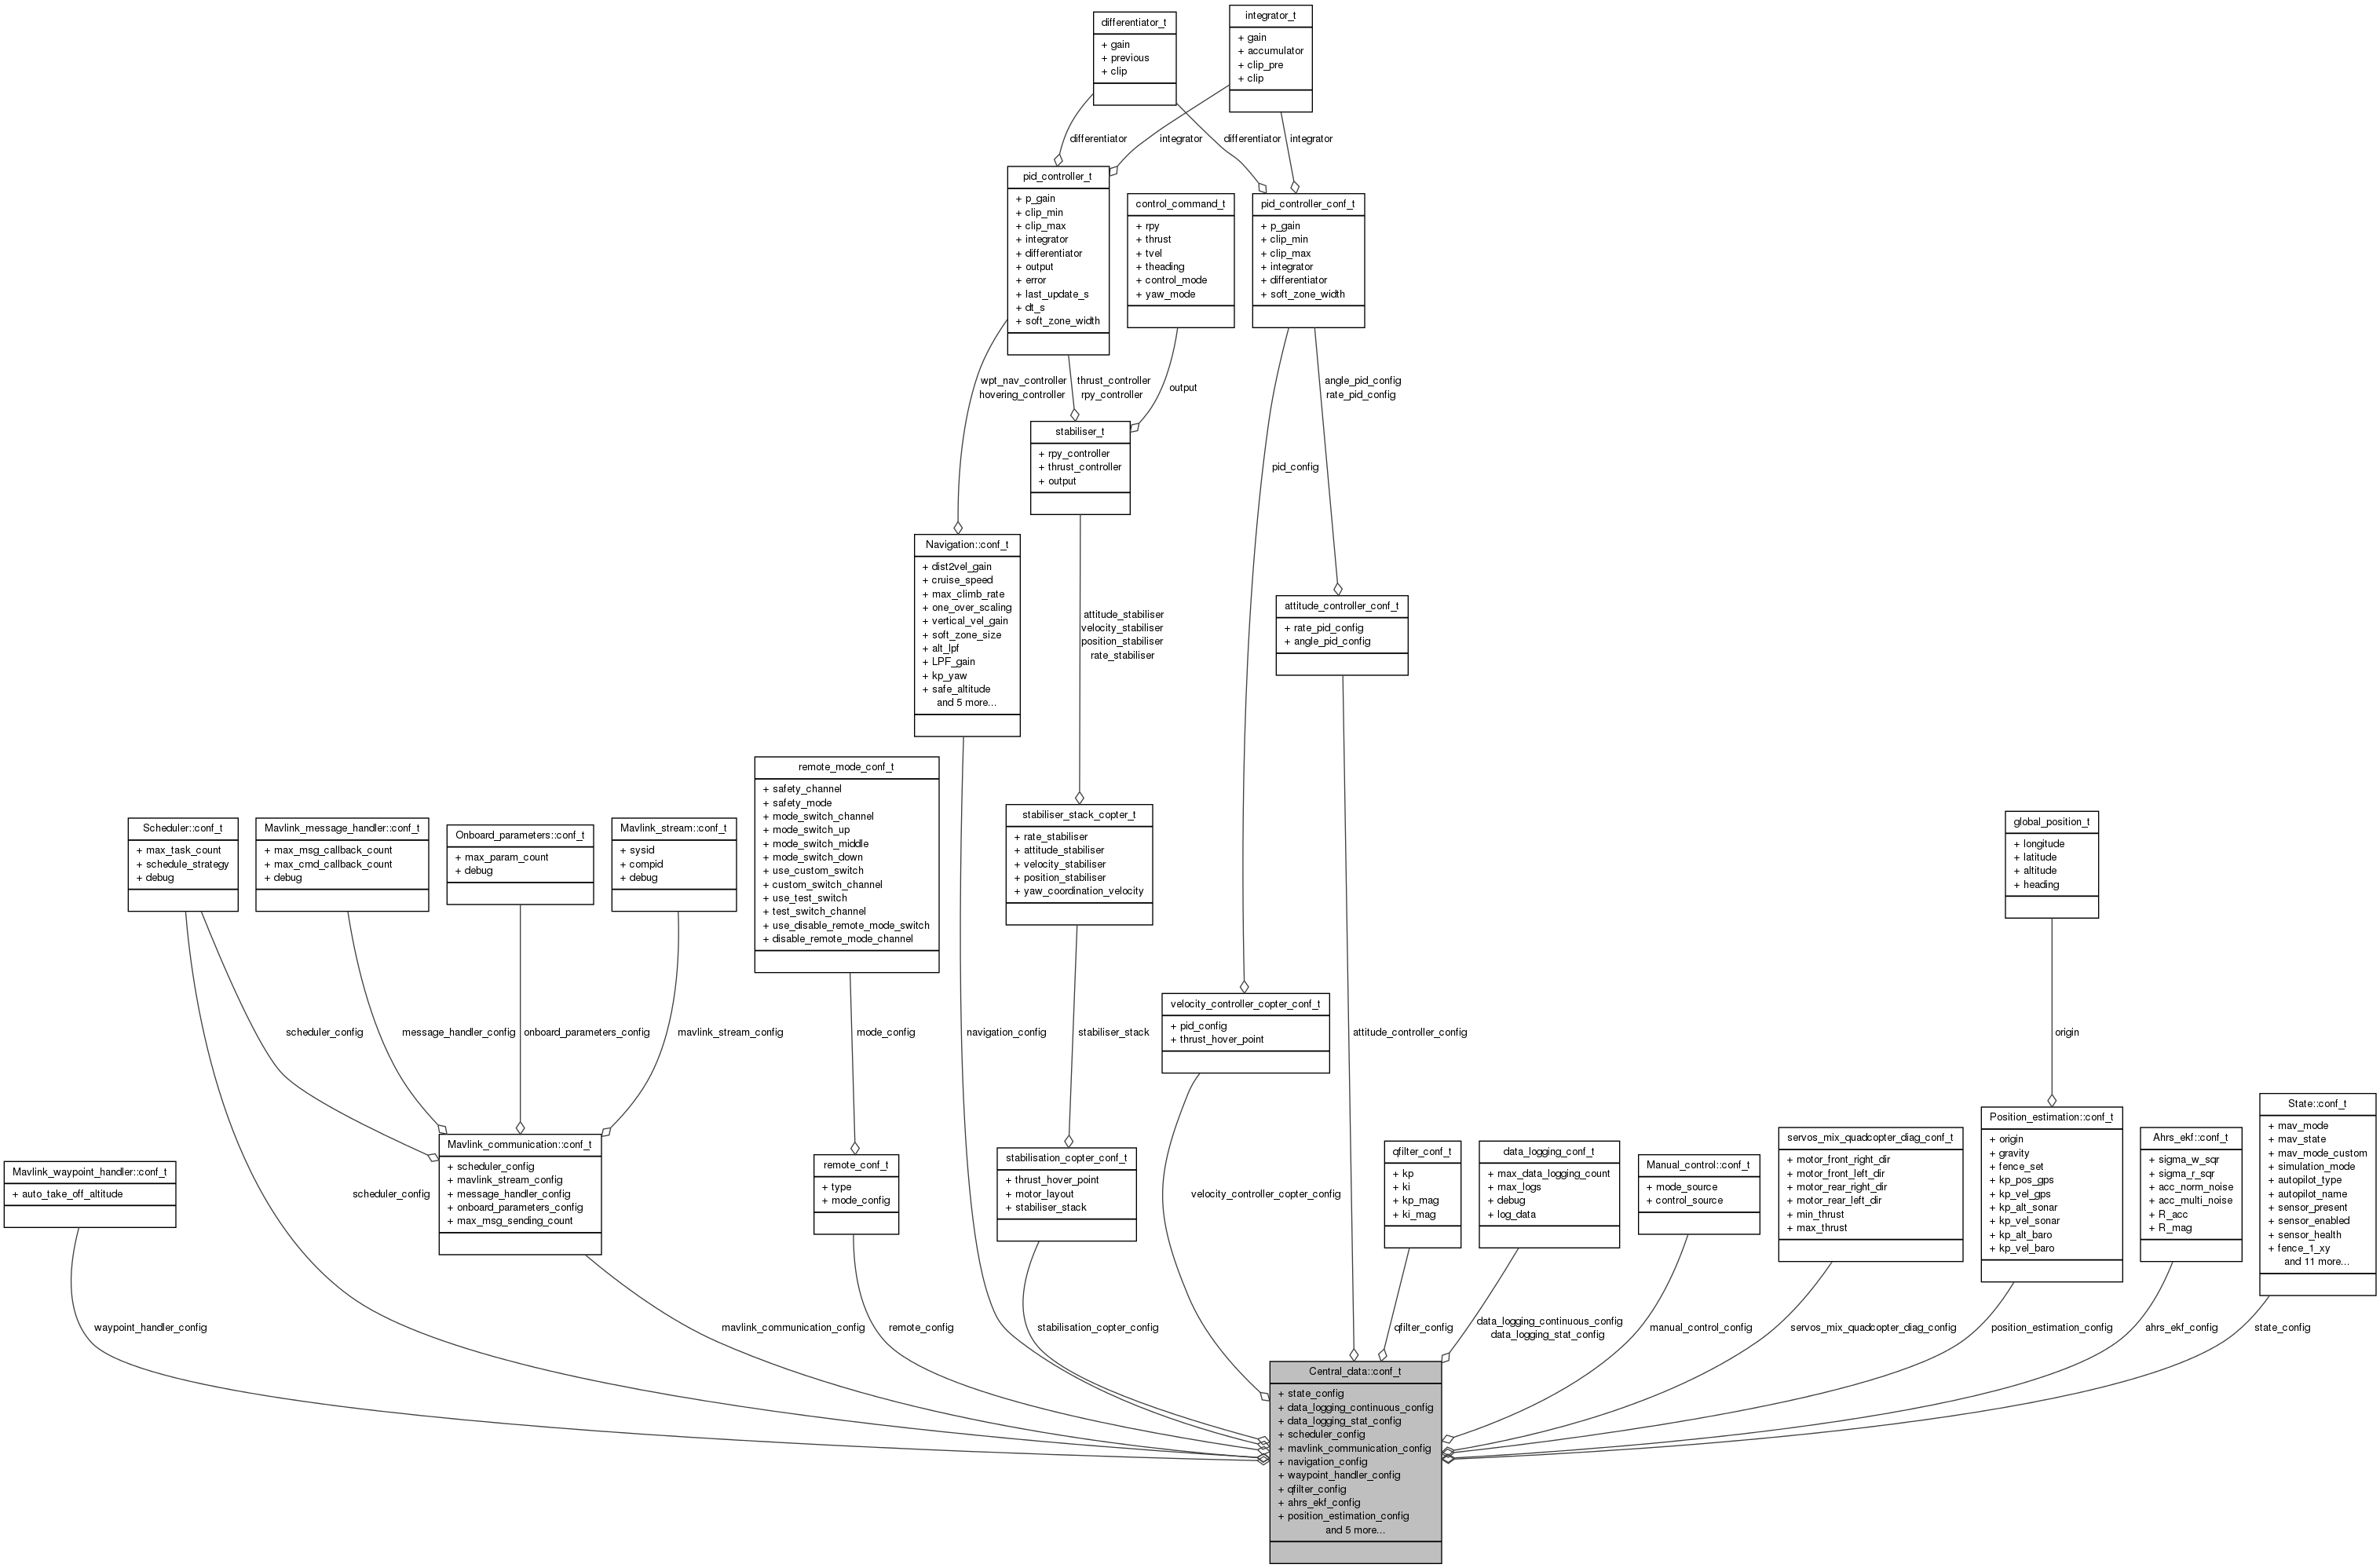 differentiator_t
+ gain
+ previous
+ clip
integrator_t
+ gain
+ accumulator
+ clip_pre
+ clip
differentiator
integrator
differentiator
integrator
pid_controller_t
+ p_gain
+ clip_min
+ clip_max
+ integrator
+ differentiator
+ output
+ error
+ last_update_s
+ dt_s
+ soft_zone_width
control_command_t
+ rpy
+ thrust
+ tvel
+ theading
+ control_mode
+ yaw_mode
pid_controller_conf_t
+ p_gain
+ clip_min
+ clip_max
+ integrator
+ differentiator
+ soft_zone_width
wpt_nav_controller
hovering_controller
thrust_controller
rpy_controller
output
angle_pid_config
rate_pid_config
stabiliser_t
+ rpy_controller
+ thrust_controller
+ output
pid_config
Navigation::conf_t
+ dist2vel_gain
+ cruise_speed
+ max_climb_rate
+ one_over_scaling
+ vertical_vel_gain
+ soft_zone_size
+ alt_lpf
+ LPF_gain
+ kp_yaw
+ safe_altitude
and 5 more...
attitude_stabiliser
velocity_stabiliser
position_stabiliser
rate_stabiliser
attitude_controller_conf_t
+ rate_pid_config
+ angle_pid_config
Scheduler::conf_t
+ max_task_count
+ schedule_strategy
+ debug
Mavlink_message_handler::conf_t
+ max_msg_callback_count
+ max_cmd_callback_count
+ debug
Onboard_parameters::conf_t
+ max_param_count
+ debug
Mavlink_stream::conf_t
+ sysid
+ compid
+ debug
remote_mode_conf_t
+ safety_channel
+ safety_mode
+ mode_switch_channel
+ mode_switch_up
+ mode_switch_middle
+ mode_switch_down
+ use_custom_switch
+ custom_switch_channel
+ use_test_switch
+ test_switch_channel
+ use_disable_remote_mode_switch
+ disable_remote_mode_channel
stabiliser_stack_copter_t
+ rate_stabiliser
+ attitude_stabiliser
+ velocity_stabiliser
+ position_stabiliser
+ yaw_coordination_velocity
global_position_t
+ longitude
+ latitude
+ altitude
+ heading
velocity_controller_copter_conf_t
+ pid_config
+ thrust_hover_point
scheduler_config
message_handler_config
onboard_parameters_config
mavlink_stream_config
mode_config
navigation_config
stabiliser_stack
attitude_controller_config
origin
Mavlink_waypoint_handler::conf_t
+ auto_take_off_altitude
scheduler_config
Mavlink_communication::conf_t
+ scheduler_config
+ mavlink_stream_config
+ message_handler_config
+ onboard_parameters_config
+ max_msg_sending_count
remote_conf_t
+ type
+ mode_config
stabilisation_copter_conf_t
+ thrust_hover_point
+ motor_layout
+ stabiliser_stack
velocity_controller_copter_config
qfilter_conf_t
+ kp
+ ki
+ kp_mag
+ ki_mag
data_logging_conf_t
+ max_data_logging_count
+ max_logs
+ debug
+ log_data
Manual_control::conf_t
+ mode_source
+ control_source
servos_mix_quadcopter_diag_conf_t
+ motor_front_right_dir
+ motor_front_left_dir
+ motor_rear_right_dir
+ motor_rear_left_dir
+ min_thrust
+ max_thrust
Position_estimation::conf_t
+ origin
+ gravity
+ fence_set
+ kp_pos_gps
+ kp_vel_gps
+ kp_alt_sonar
+ kp_vel_sonar
+ kp_alt_baro
+ kp_vel_baro
Ahrs_ekf::conf_t
+ sigma_w_sqr
+ sigma_r_sqr
+ acc_norm_noise
+ acc_multi_noise
+ R_acc
+ R_mag
State::conf_t
+ mav_mode
+ mav_state
+ mav_mode_custom
+ simulation_mode
+ autopilot_type
+ autopilot_name
+ sensor_present
+ sensor_enabled
+ sensor_health
+ fence_1_xy
and 11 more...
waypoint_handler_config
mavlink_communication_config
remote_config
stabilisation_copter_config
qfilter_config
data_logging_continuous_config
data_logging_stat_config
manual_control_config
servos_mix_quadcopter_diag_config
position_estimation_config
ahrs_ekf_config
state_config
Central_data::conf_t
+ state_config
+ data_logging_continuous_config
+ data_logging_stat_config
+ scheduler_config
+ mavlink_communication_config
+ navigation_config
+ waypoint_handler_config
+ qfilter_config
+ ahrs_ekf_config
+ position_estimation_config
and 5 more...